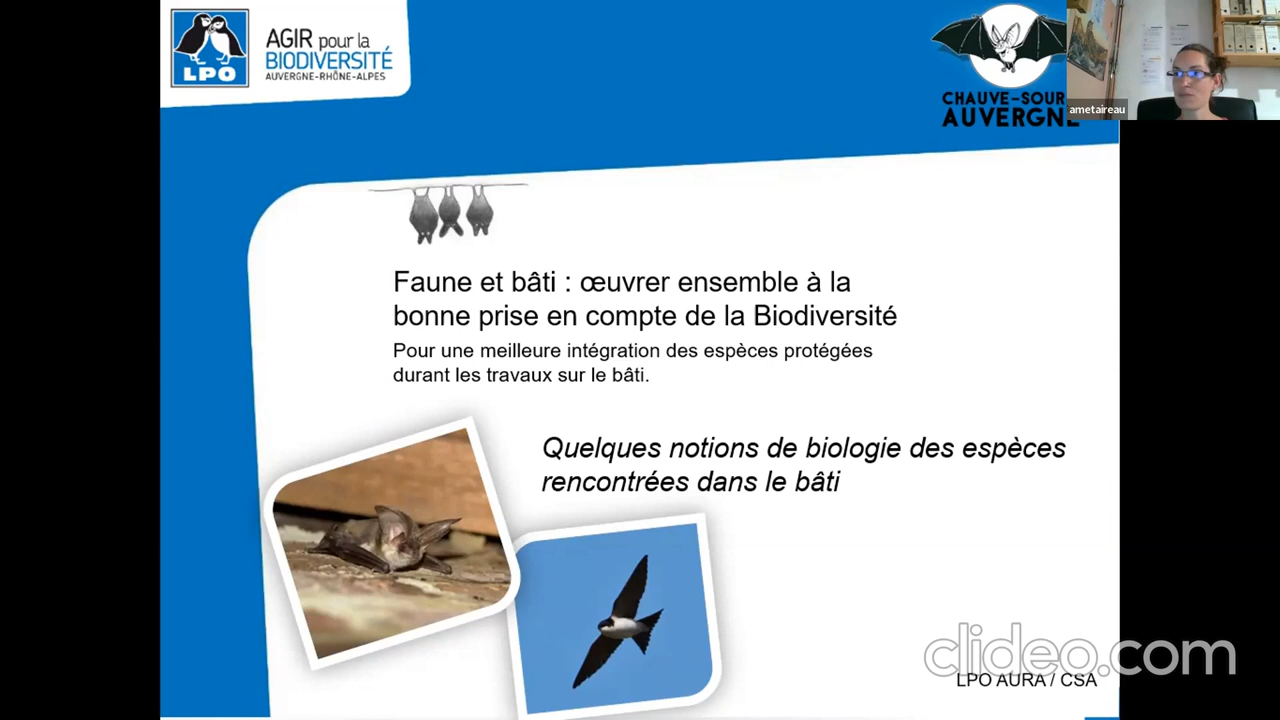 LPO
AGIR pour la
BIODIVERSITÉ
AUVERGNE-RHÔNE-ALPES
CHAUVE-SOUR
AUVERGNE
ametaireau
Faune et bâti : œuvrer ensemble à la
bonne prise en compte de la Biodiversité
Pour une meilleure intégration des espèces protégées
durant les travaux sur le bâti.
Quelques notions de biologie des espèces
rencontrées dans le bâti
clideo.com
LPO AURA / CSA